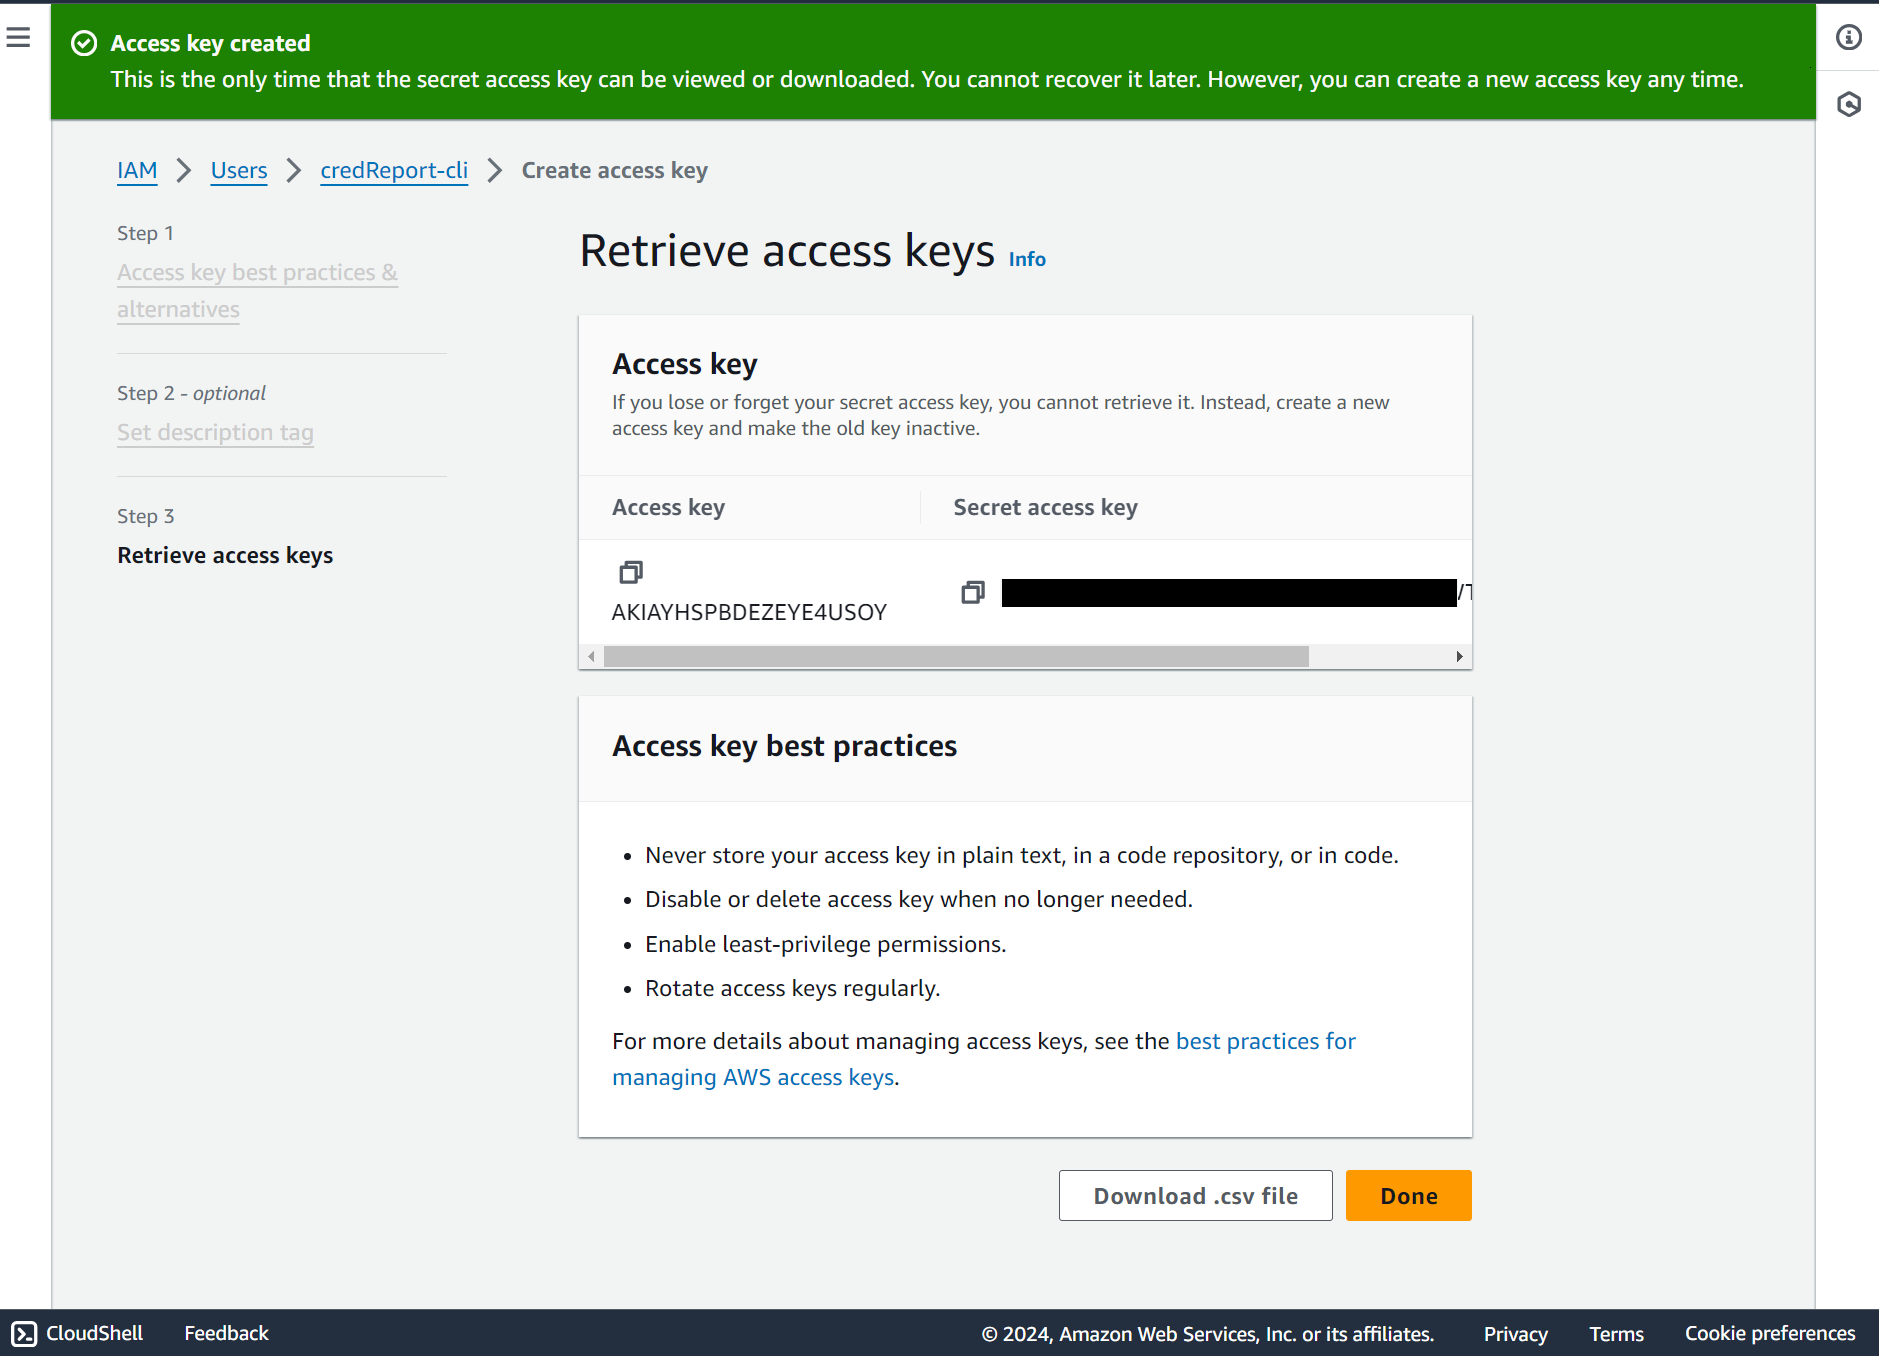 Access key created
This is the only time that the secret access key can be viewed or downloaded. You cannot recover it later. However, you can create a new access key any time.
IAM > Users > credReport-cli > Create access key
Step 1
Access key best practices &
alternatives
Step 2 - optional
Set description tag
Step 3
Retrieve access keys
Retrieve access keys Info
Access key
If you lose or forget your secret access key, you cannot retrieve it. Instead, create a new
access key and make the old key inactive.
Access key Secret access key
AKIAYHSPBDEZEYE4USOY
Access key best practices
Never store your access key in plain text, in a code repository, or in code.
Disable or delete access key when no longer needed.
Enable least-privilege permissions.
Rotate access keys regularly.
For more details about managing access keys, see the best practices for
managing AWS access keys.
Download .csv file Done
CloudShell Feedback © 2024, Amazon Web Services, Inc. or its affiliates. Privacy Terms Cookie preferences